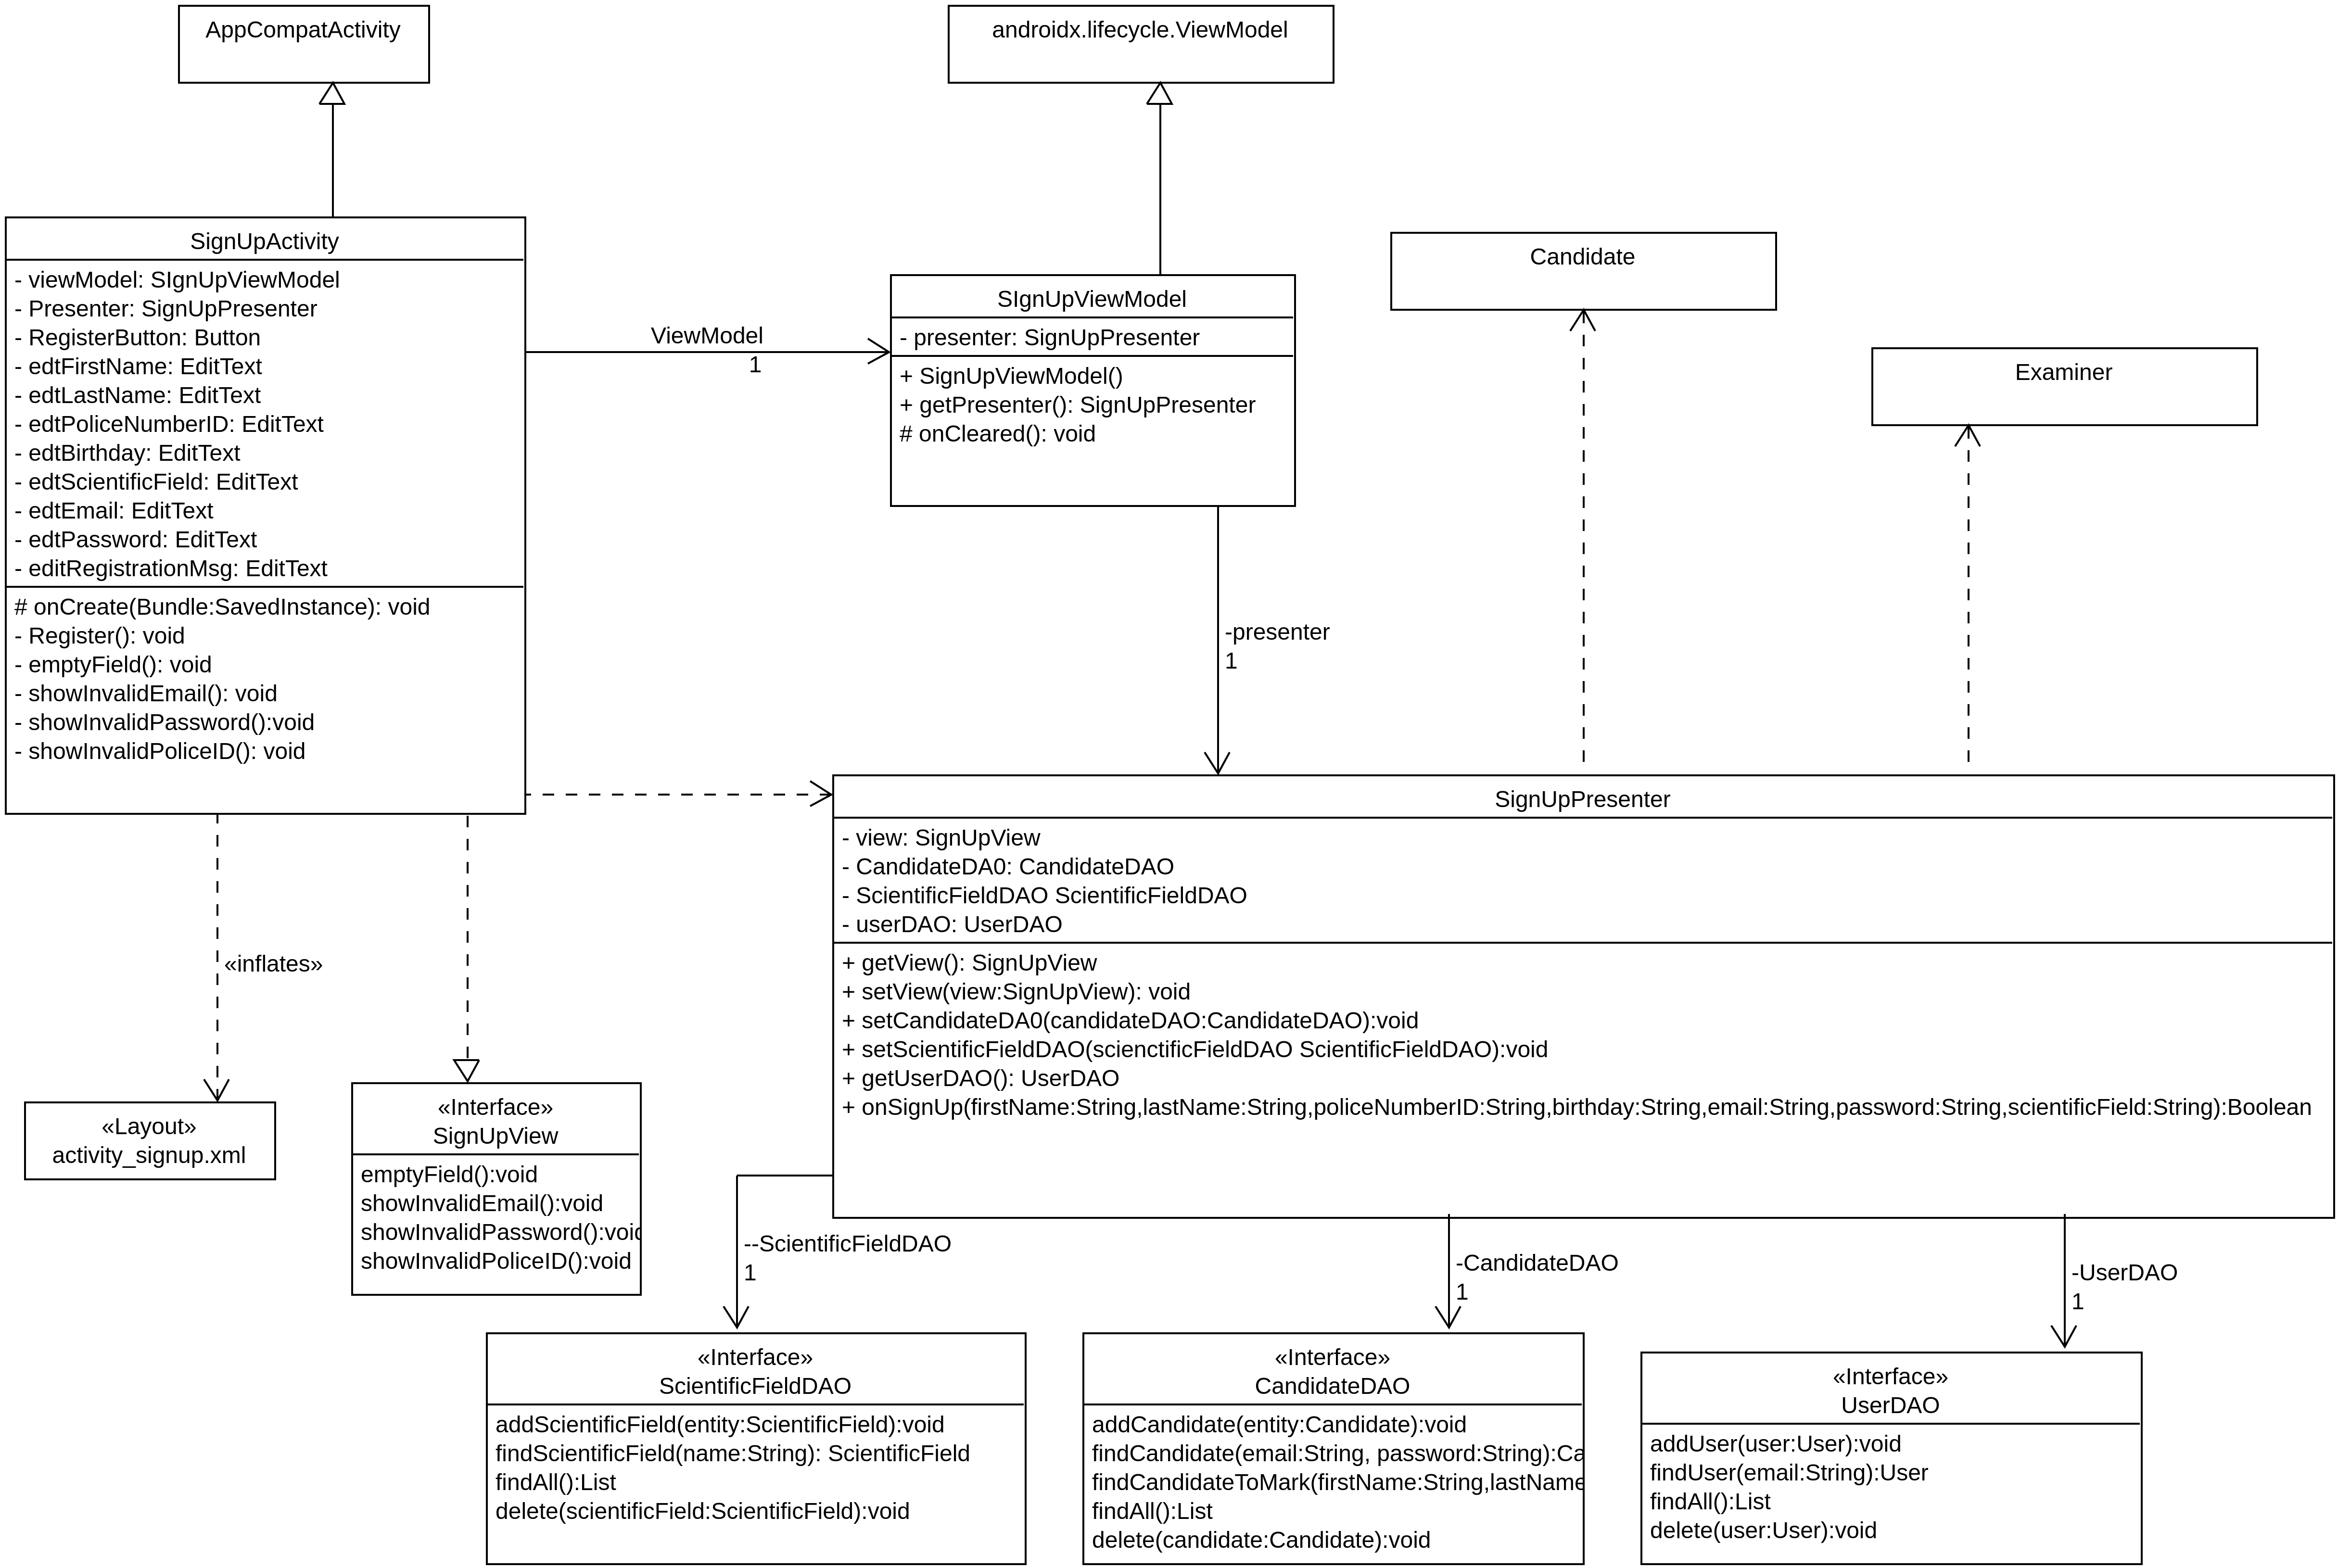 AppCompatActivity
androidx.lifecycle.ViewModel
SignUpActivity
- viewModel: SIgnUpViewModel
- Presenter: SignUpPresenter
- RegisterButton: Button
- edtFirstName: EditText
- edtLastName: EditText
- edtPoliceNumberID: EditText
- edtBirthday: EditText
- edtScientificField: EditText
- edtEmail: EditText
- edtPassword: EditText
- editRegistrationMsg: EditText
# onCreate(Bundle:SavedInstance): void
- Register(): void
- emptyField(): void
- showInvalidEmail(): void
- showInvalidPassword():void
- showInvalidPoliceID(): void
ViewModel
1
SIgnUpViewModel
- presenter: SignUpPresenter
+ SignUpViewModel()
+ getPresenter(): SignUpPresenter
# onCleared(): void
Candidate
Examiner
-presenter
1
SignUpPresenter
- view: SignUpView
- CandidateDA0: CandidateDAO
- ScientificFieldDAO ScientificFieldDAO
- userDAO: UserDAO
+ getView(): SignUpView
+ setView(view:SignUpView): void
+ setCandidateDA0(candidateDAO:CandidateDAO):void
+ setScientificFieldDAO(scienctificFieldDAO ScientificFieldDAO):void
+ getUserDAO(): UserDAO
+ onSignUp(firstName:String,lastName:String,policeNumberID:String,birthday:String,email:String,password:String,scientificField:String):Boolean
«inflates»
«Layout»
activity_signup.xml
«Interface»
SignUpView
emptyField():void
showInvalidEmail():void
showInvalidPassword():void
showInvalidPoliceID():void
--ScientificFieldDAO
1
-CandidateDAO
1
-UserDAO
1
«Interface»
ScientificFieldDAO
addScientificField(entity:ScientificField):void
findScientificField(name:String): ScientificField
findAll():List
delete(scientificField:ScientificField):void
«Interface»
CandidateDAO
addCandidate(entity:Candidate):void
findCandidate(email:String, password:String):Ca
findCandidateToMark(firstName:String,lastName
findAll():List
delete(candidate:Candidate):void
«Interface»
UserDAO
addUser(user:User):void
findUser(email:String):User
findAll():List
delete(user:User):void